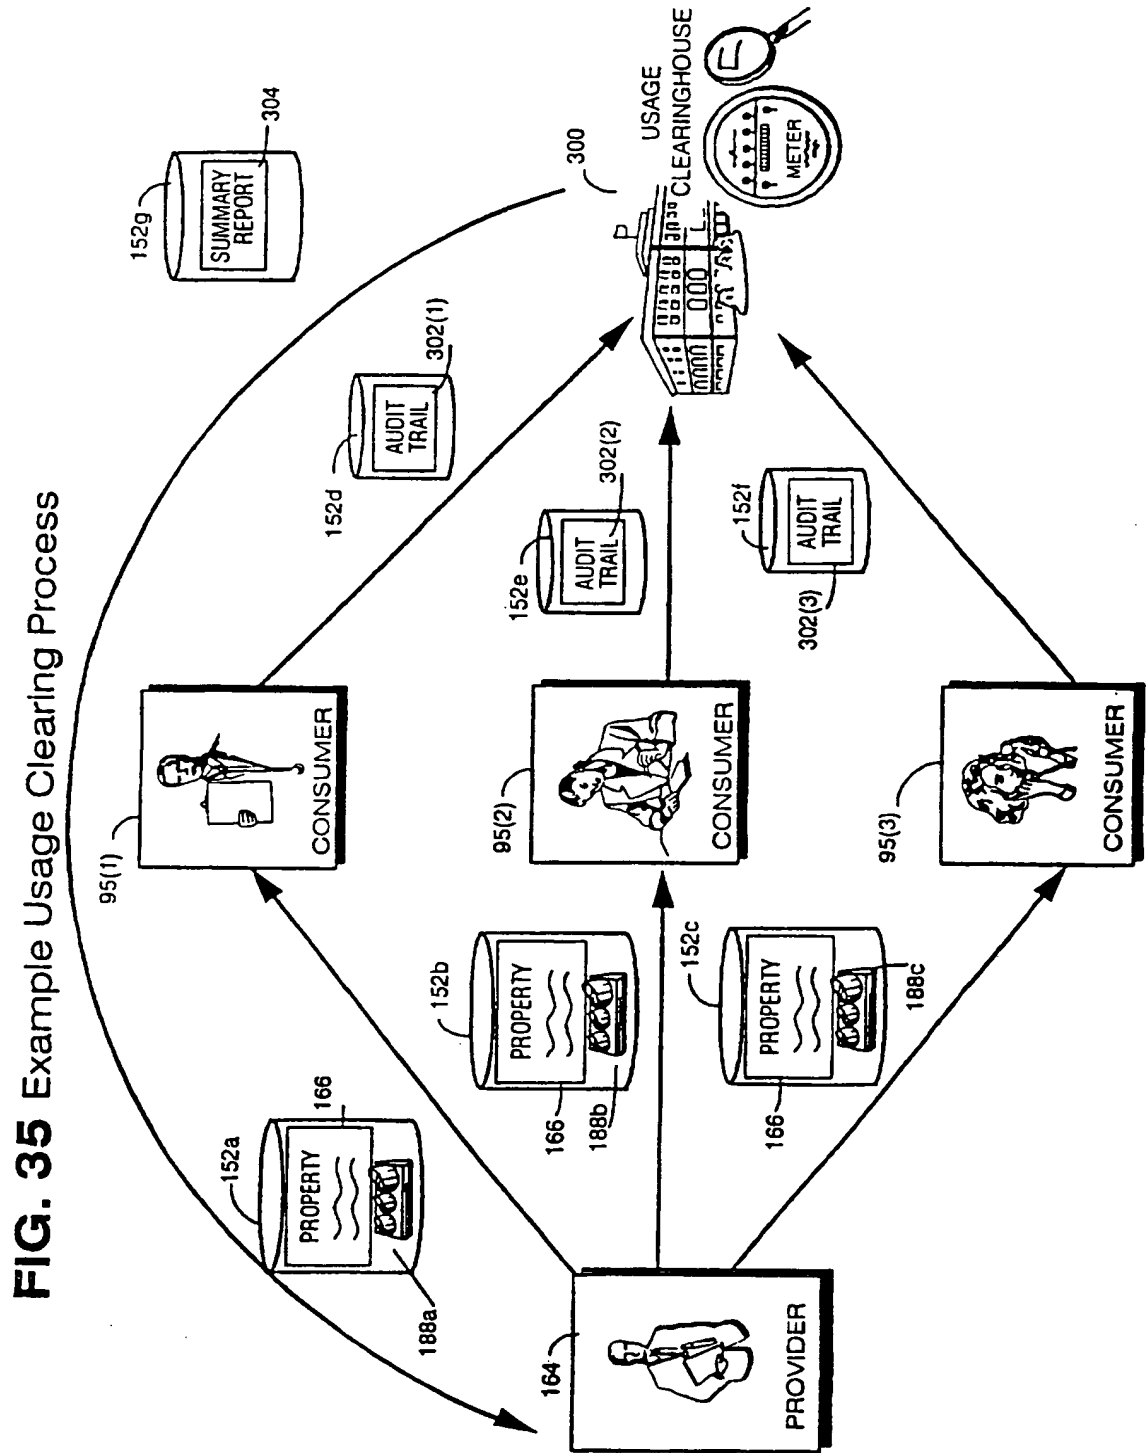 FIG. 35 Example Usage Clearing Process
152g
SUMMARY
REPORT
304
300
USAGE
CLEARINGHOUSE
METER
152d
AUDIT
TRAIL
302(1)
152e
AUDIT
TRAIL
302(2)
152f
AUDIT
TRAIL
302(3)
95(1)
CONSUMER
95(2)
CONSUMER
95(3)
CONSUMER
152a
166
PROPERTY
188a
152b
PROPERTY
166
188b
152c
PROPERTY
166
188c
164
PROVIDER